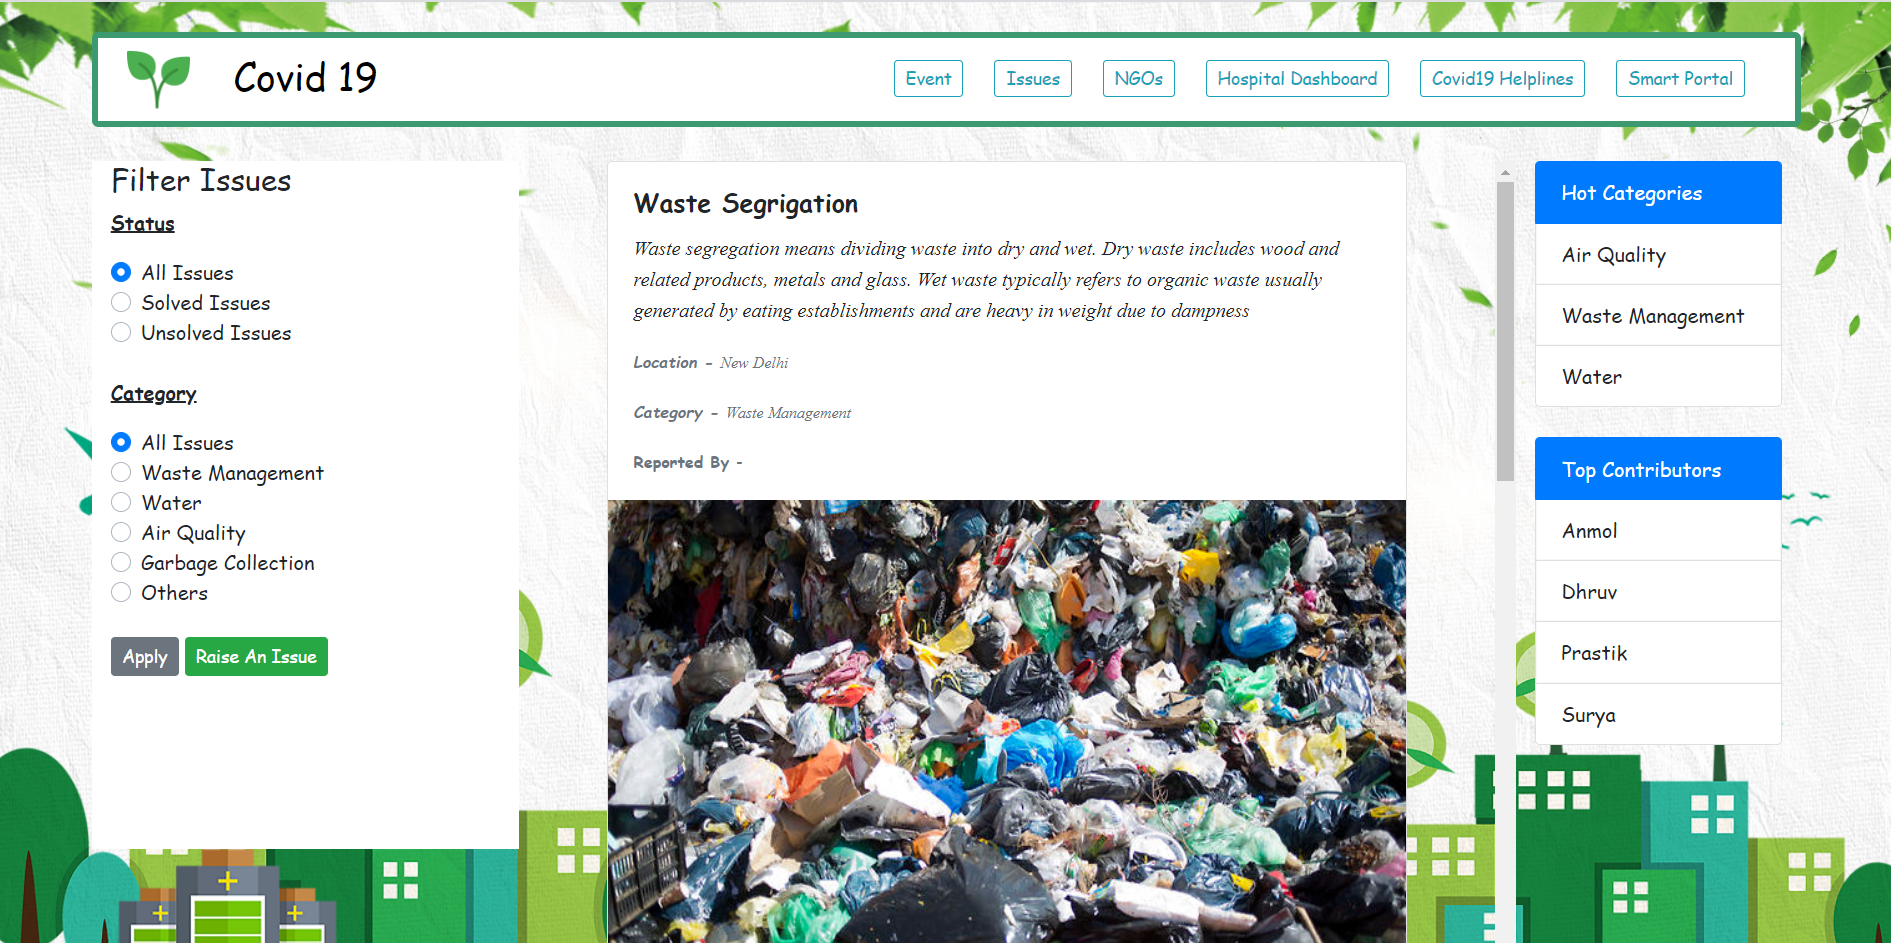 Covid 19
Event
Issues
NGOs
Hospital Dashboard
Covid19 Helplines
Smart Portal
Filter Issues
Status
All Issues
Solved Issues
Unsolved Issues
Category
All Issues
Waste Management
Water
Air Quality
Garbage Collection
Others
Apply
Raise An Issue
Waste Segrigation
Waste segregation means dividing waste into dry and wet. Dry waste includes wood and
related products, metals and glass. Wet waste typically refers to organic waste usually
generated by eating establishments and are heavy in weight due to dampness
Location - New Delhi
Category - Waste Management
Reported By -
Hot Categories
Air Quality
Waste Management
Water
Top Contributors
Anmol
Dhruv
Prastik
Surya